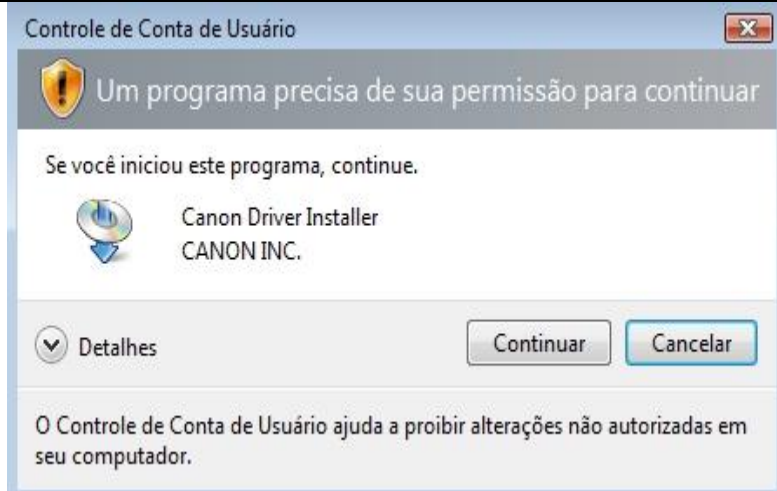 Controle de Conta de Usuário
Um programa precisa de sua permissão para continuar
Se você iniciou este programa, continue.
Canon Driver Installer
CANON INC.
Detalhes
Continuar
Cancelar
O Controle de Conta de Usuário ajuda a proibir alterações não autorizadas em
seu computador.